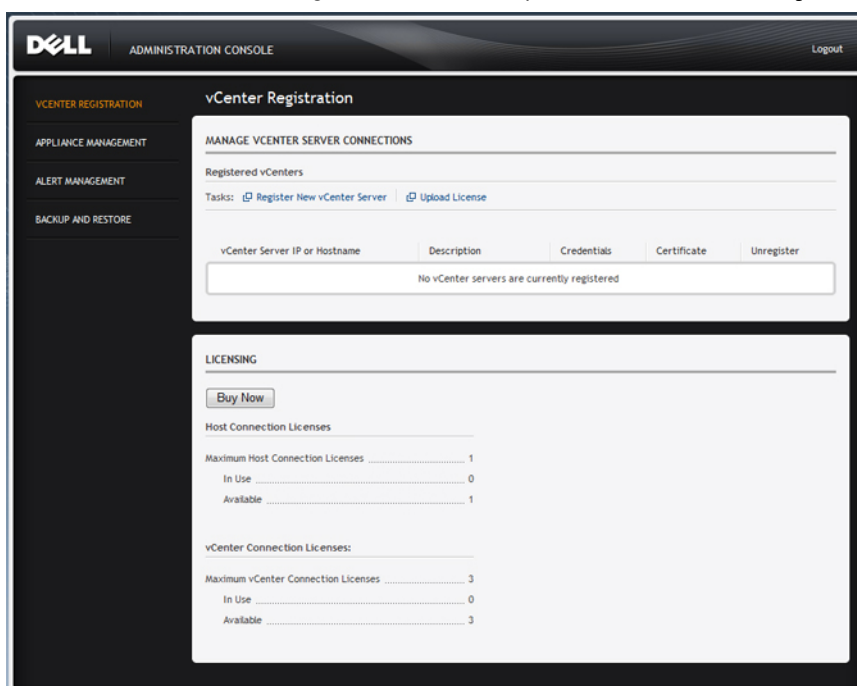 DELL ADMINISTRATION CONSOLE Logout
VCENTER REGISTRATION
APPLIANCE MANAGEMENT
ALERT MANAGEMENT
BACKUP AND RESTORE
vCenter Registration
MANAGE VCENTER SERVER CONNECTIONS
Registered vCenters
Tasks: Register New vCenter Server Upload License
vCenter Server IP or Hostname Description Credentials Certificate Unregister
No vCenter servers are currently registered
LICENSING
Buy Now
Host Connection Licenses
Maximum Host Connection Licenses 1
In Use 0
Available 1
vCenter Connection Licenses:
Maximum vCenter Connection Licenses 3
In Use 0
Available 3